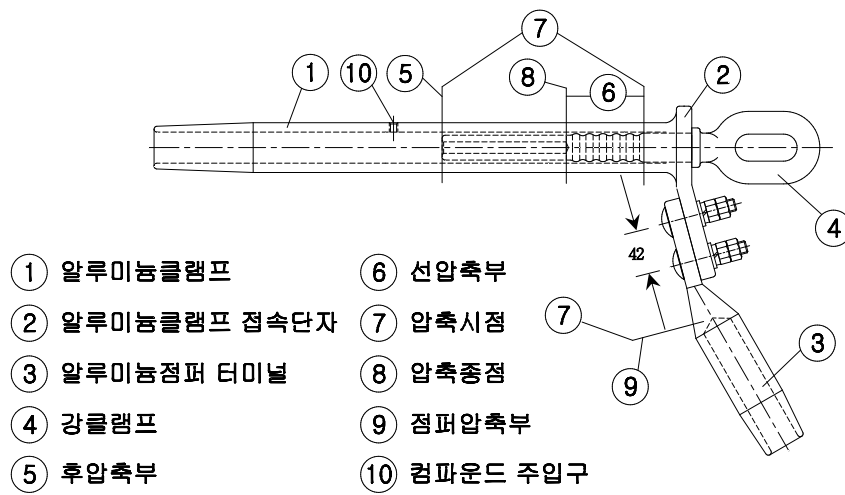 ⑦
① ⑩ ⑤ ⑧ ⑥ ②
④
42
① 알루미늄클램프
② 알루미늄클램프 접속단자
③ 알루미늄점퍼 터미널
④ 강클램프
⑤ 후압축부
⑥ 선압축부
⑦ 압축시점
⑧ 압축종점
⑨ 점퍼압축부
⑩ 컴파운드 주입구
⑦
③
⑨